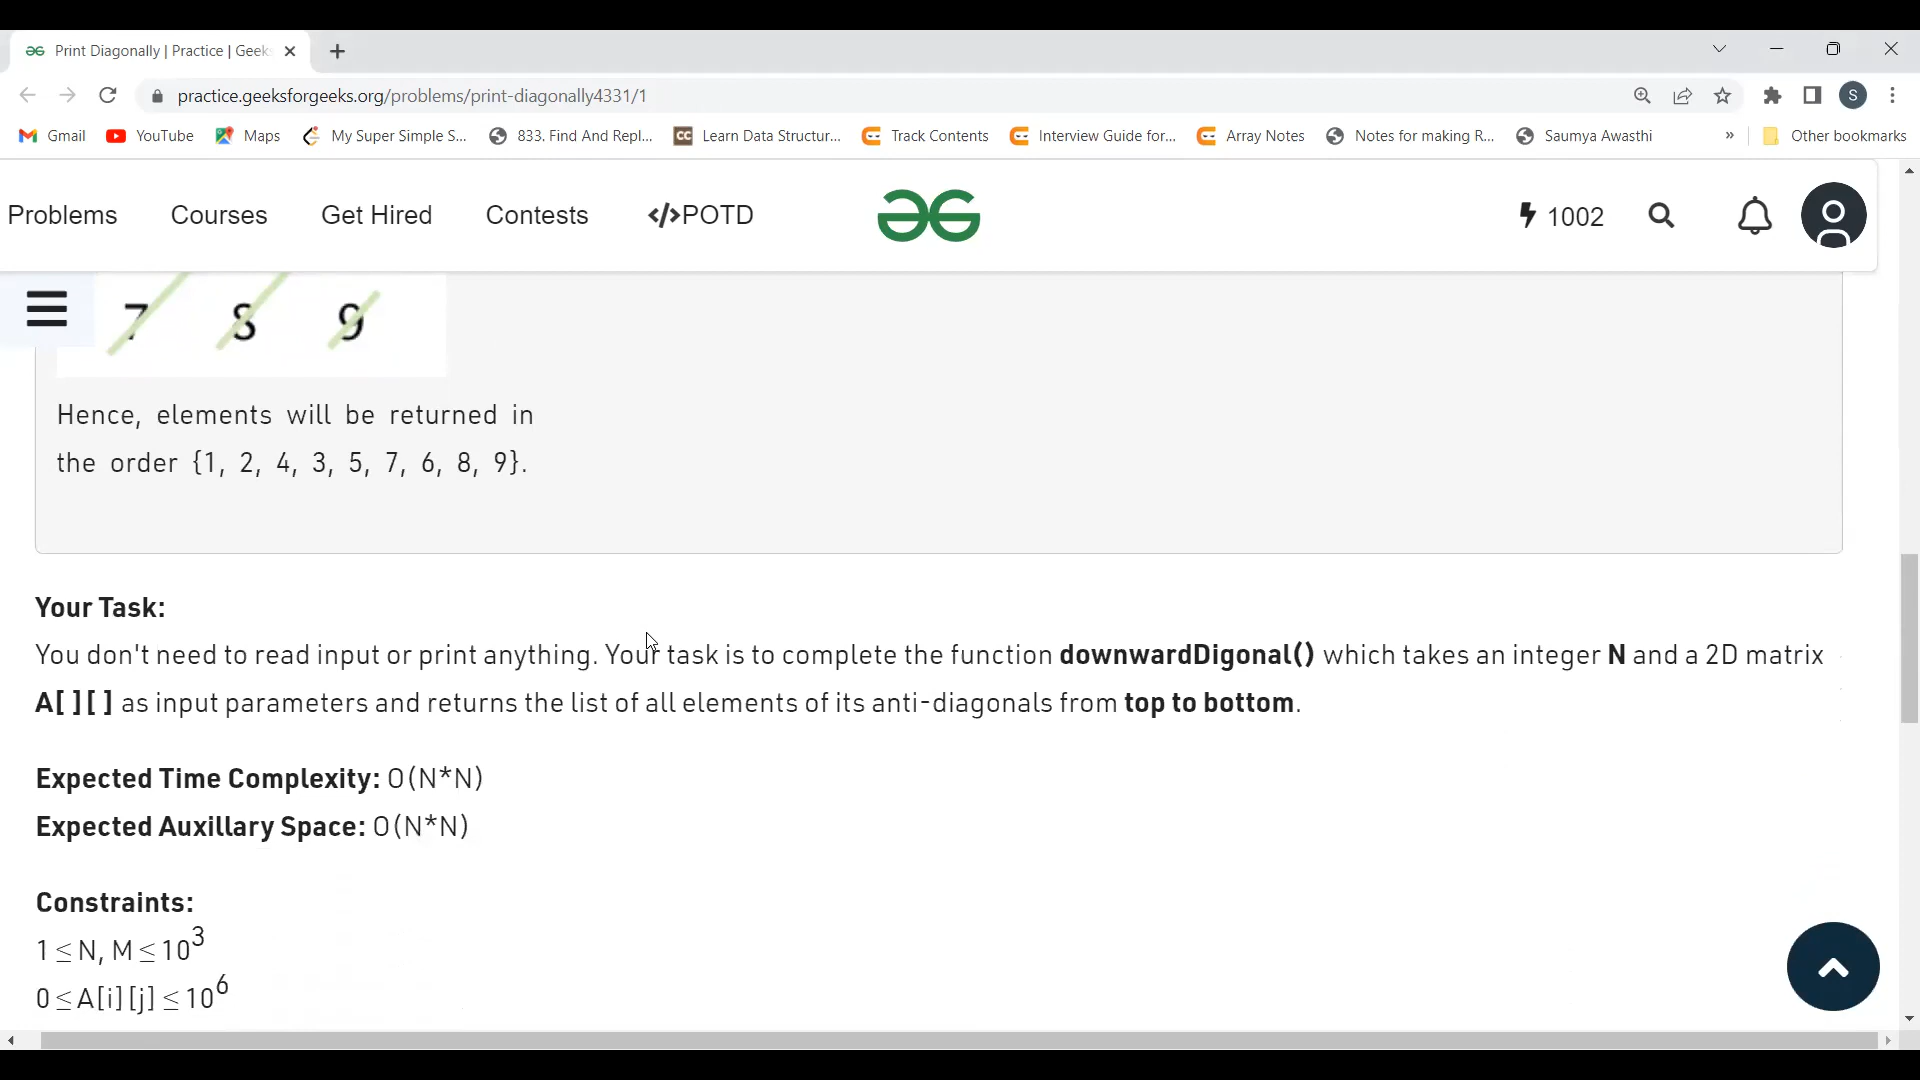 Print Diagonally | Practice | Geeks
practice.geeksforgeeks.org/problems/print-diagonally4331/1
S
Gmail YouTube Maps My Super Simple S... 833. Find And Repl... CC Learn Data Structur... Track Contents Interview Guide for... Array Notes Notes for making R... Saumya Awasthi » Other bookmarks
Problems Courses Get Hired Contests </>POTD 1002
7 8 9
Hence, elements will be returned in
the order {1, 2, 4, 3, 5, 7, 6, 8, 9}.
Your Task:
You don't need to read input or print anything. Your task is to complete the function downwardDigonal() which takes an integer N and a 2D matrix
A[ ][ ] as input parameters and returns the list of all elements of its anti-diagonals from top to bottom.
Expected Time Complexity: O(N*N)
Expected Auxillary Space: O(N*N)
Constraints:
1 ≤ N, M ≤ 10³
0 ≤ A[i][j] ≤ 10⁶